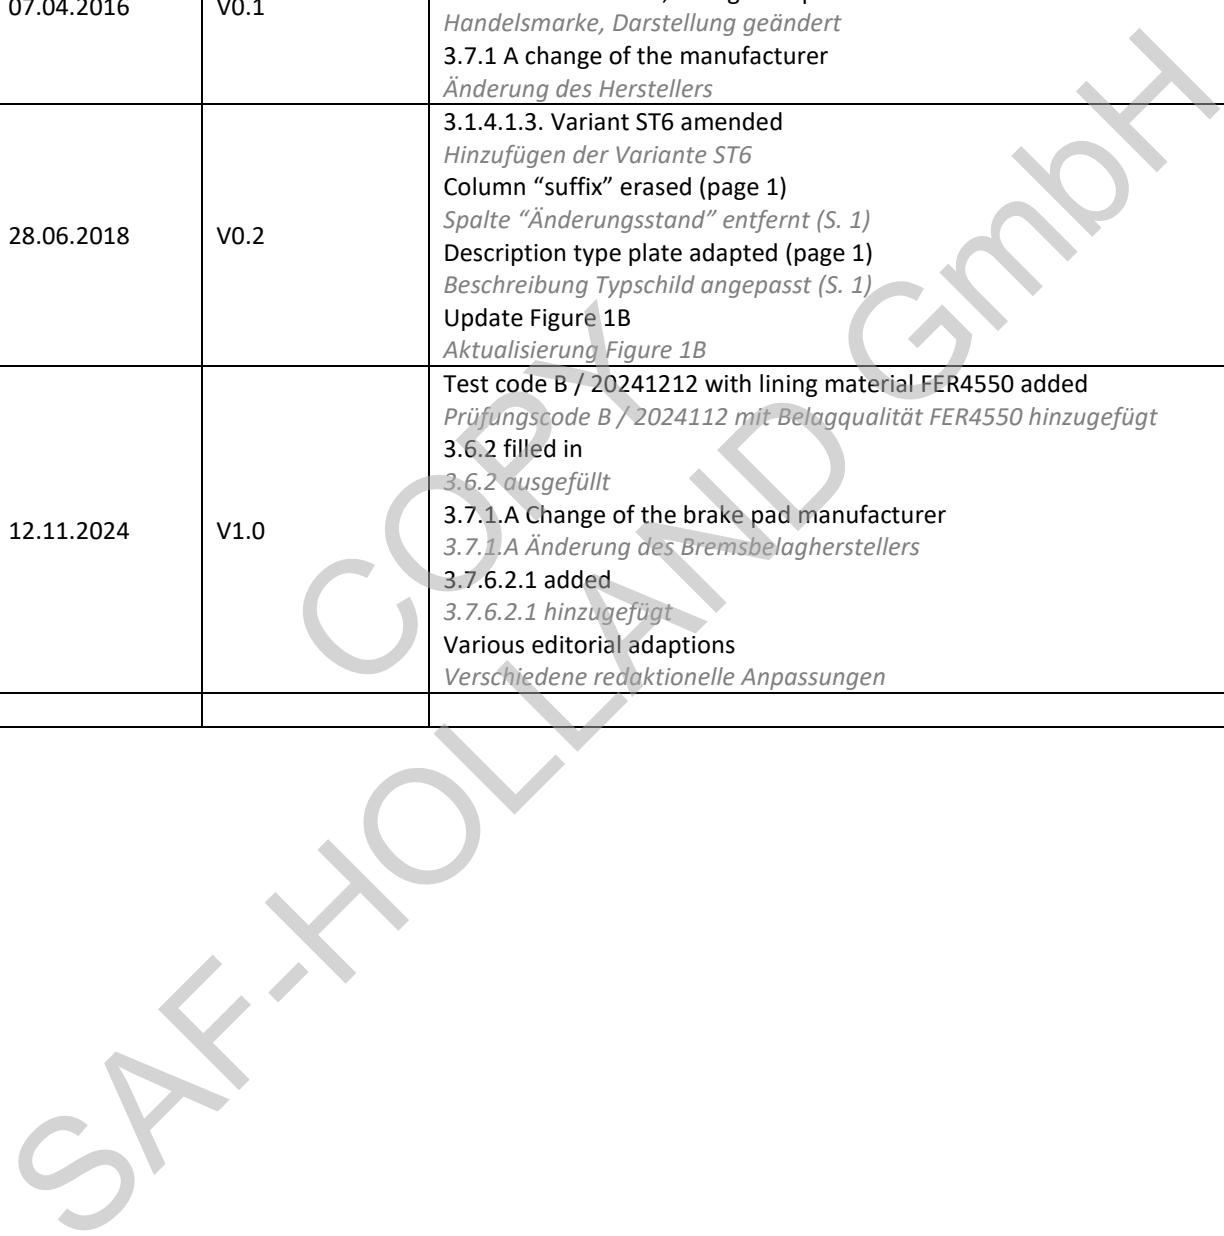 07.04.2016
V0.1
Handelsmarke, Darstellung geändert
3.7.1 A change of the manufacturer
Änderung des Herstellers
28.06.2018
V0.2
3.1.4.1.3. Variant ST6 amended
Hinzufügen der Variante ST6
Column “suffix” erased (page 1)
Spalte “Änderungsstand” entfernt (S. 1)
Description type plate adapted (page 1)
Beschreibung Typschild angepasst (S. 1)
Update Figure 1B
Aktualisierung Figure 1B
12.11.2024
V1.0
Test code B / 20241212 with lining material FER4550 added
Prüfungscode B / 2024112 mit Belagqualität FER4550 hinzugefügt
3.6.2 filled in
3.6.2 ausgefüllt
3.7.1.A Change of the brake pad manufacturer
3.7.1.A Änderung des Bremsbelagherstellers
3.7.6.2.1 added
3.7.6.2.1 hinzugefügt
Various editorial adaptions
Verschiedene redaktionelle Anpassungen
COPY
SAF-HOLLAND GmbH